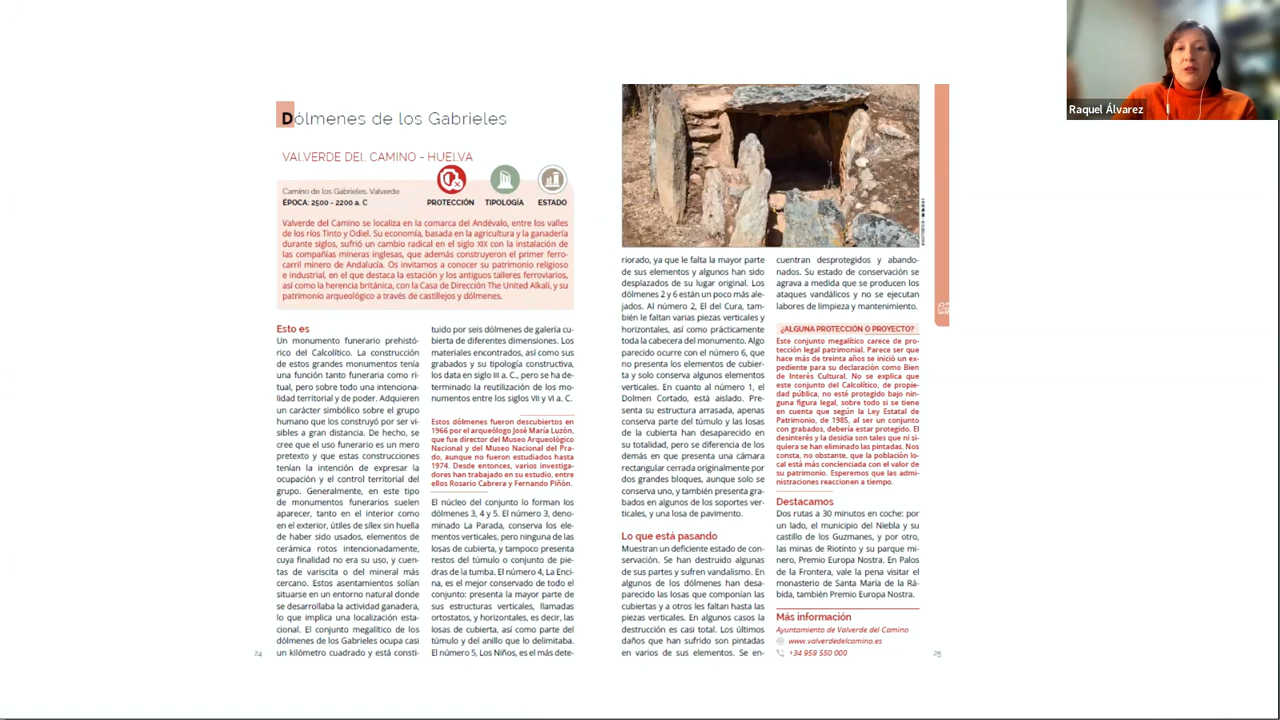 Raquel Álvarez
Dólmenes de los Gabrieles
VALVERDE DEL CAMINO - HUELVA
Camino de los Gabrieles. Valverde
ÉPOCA: 2500 - 2200 a. C
PROTECCIÓN
TIPOLOGÍA
ESTADO
Valverde del Camino se localiza en la comarca del Andévalo, entre los valles
de los ríos Tinto y Odiel. Su economía, basada en la agricultura y la ganadería
durante siglos, sufrió un cambio radical en el siglo XIX con la instalación de
las compañías mineras inglesas, que además construyeron el primer ferro-
carril minero de Andalucía. Os invitamos a conocer su patrimonio religioso
e industrial, en el que destaca la estación y los antiguos talleres ferroviarios,
así como la herencia británica, con la Casa de Dirección The United Alkali, y su
patrimonio arqueológico a través de castillejos y dólmenes.
Esto es
Un monumento funerario prehistó-
rico del Calcolítico. La construcción
de estos grandes monumentos tenía
una función tanto funeraria como ri-
tual, pero sobre todo una intenciona-
lidad territorial y de poder. Adquieren
un carácter simbólico sobre el grupo
humano que los construyó por ser vi-
sibles a gran distancia. De hecho, se
cree que el uso funerario es un mero
pretexto y que estas construcciones
tenían la intención de expresar la
ocupación y el control territorial del
grupo. Generalmente, en este tipo
de monumentos funerarios suelen
aparecer, tanto en el interior como
en el exterior, útiles de sílex sin huella
de haber sido usados, elementos de
cerámica rotos intencionadamente,
cuya finalidad no era su uso, y cuen-
tas de variscita o del mineral más
cercano. Estos asentamientos solían
situarse en un entorno natural donde
se desarrollaba la actividad ganadera,
lo que implica una localización esta-
cional. El conjunto megalítico de los
dólmenes de los Gabrieles ocupa casi
un kilómetro cuadrado y está consti-
tuido por seis dólmenes de galería cu-
bierta de diferentes dimensiones. Los
materiales encontrados, así como sus
grabados y su tipología constructiva,
los data en siglo III a. C., pero se ha de-
terminado la reutilización de los mo-
numentos entre los siglos VII y VI a. C.
Estos dólmenes fueron descubiertos en
1966 por el arqueólogo José María Luzón,
que fue director del Museo Arqueológico
Nacional y del Museo Nacional del Pra-
do, aunque no fueron estudiados hasta
1974. Desde entonces, varios investiga-
dores han trabajado en su estudio, entre
ellos Rosario Cabrera y Fernando Piñón.
El núcleo del conjunto lo forman los
dólmenes 3, 4 y 5. El número 3, deno-
minado La Parada, conserva los ele-
mentos verticales, pero ninguna de las
losas de cubierta, y tampoco presenta
restos del túmulo o conjunto de pie-
dras de la tumba. El número 4, La Enci-
na, es el mejor conservado de todo el
conjunto: presenta la mayor parte de
sus estructuras verticales, llamadas
ortostatos, y horizontales, es decir, las
losas de cubierta, así como parte del
túmulo y del anillo que lo delimitaba.
El número 5, Los Niños, es el más dete-
24
riorado, ya que le falta la mayor parte
de sus elementos y algunos han sido
desplazados de su lugar original. Los
dólmenes 2 y 6 están un poco más ale-
jados. Al número 2, El del Cura, tam-
bién le faltan varias piezas verticales y
horizontales, así como prácticamente
toda la cabecera del monumento. Algo
parecido ocurre con el número 6, que
no presenta los elementos de cubier-
ta y solo conserva algunos elementos
verticales. En cuanto al número 1, el
Dolmen Cortado, está aislado. Pre-
senta su estructura arrasada, apenas
conserva parte del túmulo y las losas
de la cubierta han desaparecido en
su totalidad, pero se diferencia de los
demás en que presenta una cámara
rectangular cerrada originalmente por
dos grandes bloques, aunque solo se
conserva uno, y también presenta gra-
bados en algunos de los soportes ver-
ticales, y una losa de pavimento.
Lo que está pasando
Muestran un deficiente estado de con-
servación. Se han destruido algunas
de sus partes y sufren vandalismo. En
algunos de los dólmenes han desa-
parecido las losas que componían las
cubiertas y a otros les faltan hasta las
piezas verticales. En algunos casos la
destrucción es casi total. Los últimos
daños que han sufrido son pintadas
en varios de sus elementos. Se en-
cuentran desprotegidos y abando-
nados. Su estado de conservación se
agrava a medida que se producen los
ataques vandálicos y no se ejecutan
labores de limpieza y mantenimiento.
¿ALGUNA PROTECCIÓN O PROYECTO?
Este conjunto megalítico carece de pro-
tección legal patrimonial. Parece ser que
hace más de treinta años se inició un ex-
pediente para su declaración como Bien
de Interés Cultural. No se explica que
este conjunto del Calcolítico, de propie-
dad pública, no esté protegido bajo nin-
guna figura legal, sobre todo si se tiene
en cuenta que según la Ley Estatal de
Patrimonio, de 1985, al ser un conjunto
con grabados, debería estar protegido. El
desinterés y la desidia son tales que ni si-
quiera se han eliminado las pintadas. Nos
consta, no obstante, que la población lo-
cal está más concienciada con el valor de
su patrimonio. Esperemos que las admi-
nistraciones reaccionen a tiempo.
Destacamos
Dos rutas a 30 minutos en coche: por
un lado, el municipio del Niebla y su
castillo de los Guzmanes, y por otro,
las minas de Riotinto y su parque mi-
nero, Premio Europa Nostra. En Palos
de la Frontera, vale la pena visitar el
monasterio de Santa María de la Rá-
bida, también Premio Europa Nostra.
Más información
Ayuntamiento de Valverde del Camino
www.valverdedelcamino.es
+34 959 550 000
25